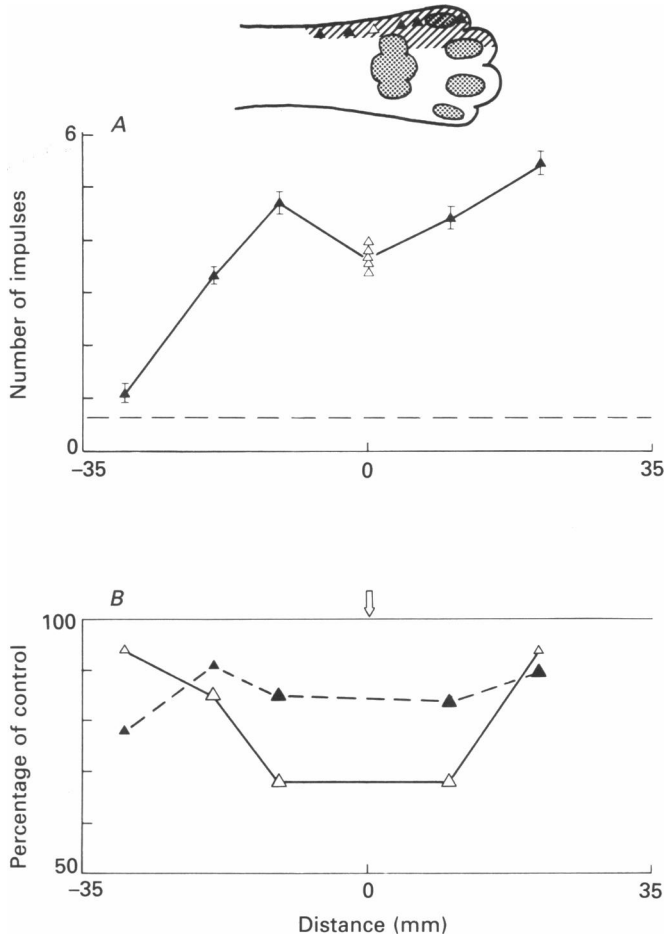 A
6
Number of impulses
0
−35
0
35
B
100
Percentage of control
50
−35
0
35
Distance (mm)